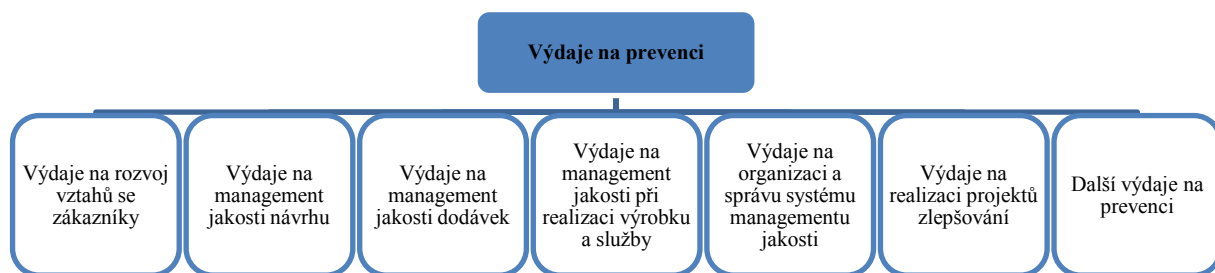 Výdaje na prevenci
Výdaje na rozvoj
vztahů se
zákazníky
Výdaje na
management
jakosti návrhu
Výdaje na
management
jakosti dodávek
Výdaje na
management
jakosti při
realizaci výrobku
a služby
Výdaje na
organizaci a
správu systému
managementu
jakosti
Výdaje na
realizaci projektů
zlepšování
Další výdaje na
prevenci